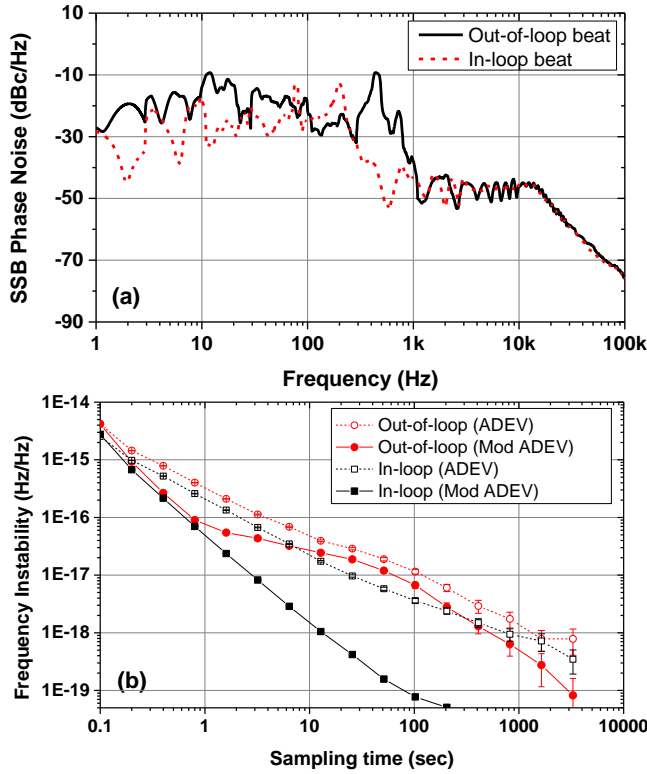 Out-of-loop beat
In-loop beat
SSB Phase Noise (dBc/Hz)
10
-10
-30
-50
-70
-90
(a)
1 10 100 1k 10k 100k
Frequency (Hz)
Frequency Instability (Hz/Hz)
1E-14
1E-15
1E-16
1E-17
1E-18
1E-19
Out-of-loop (ADEV)
Out-of-loop (Mod ADEV)
In-loop (ADEV)
In-loop (Mod ADEV)
(b)
0.1 1 10 100 1000 10000
Sampling time (sec)